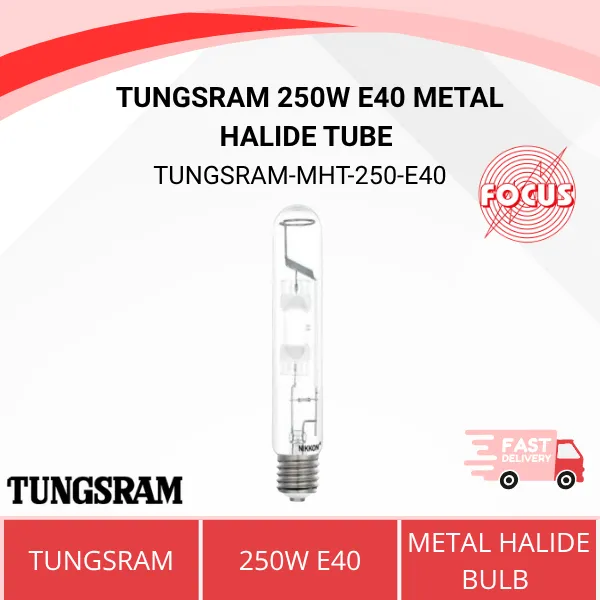 TUNGSRAM 250W E40 METAL
HALIDE TUBE
TUNGSRAM-MHT-250-E40
FOCUS
NIKKON
FAST
DELIVERY
TUNGSRAM
TUNGSRAM
250W E40
METAL HALIDE
BULB